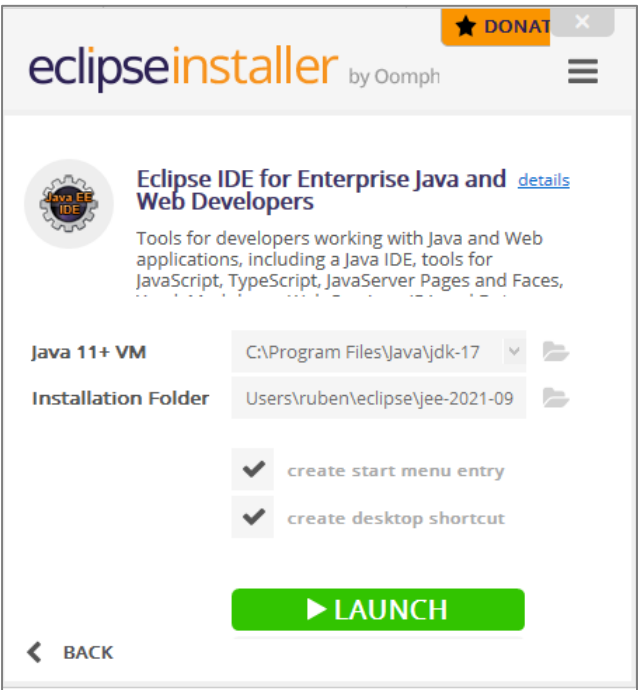 DONAT
eclipseinstaller by Oomph
Java EE
IDE
Eclipse IDE for Enterprise Java and details
Web Developers
Tools for developers working with Java and Web
applications, including a Java IDE, tools for
JavaScript, TypeScript, JavaServer Pages and Faces,
Java 11+ VM C:\Program Files\Java\jdk-17
Installation Folder Users\ruben\eclipse\jee-2021-09
create start menu entry
create desktop shortcut
LAUNCH
BACK